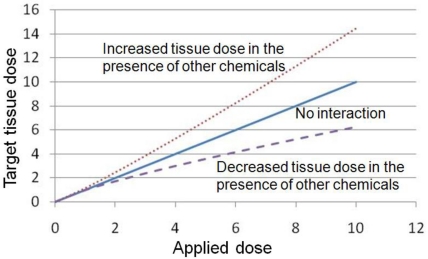 16
14
12
10
8
6
4
2
0
Target tissue dose
Increased tissue dose in the
presence of other chemicals
No interaction
Decreased tissue dose in the
presence of other chemicals
0 2 4 6 8 10 12
Applied dose